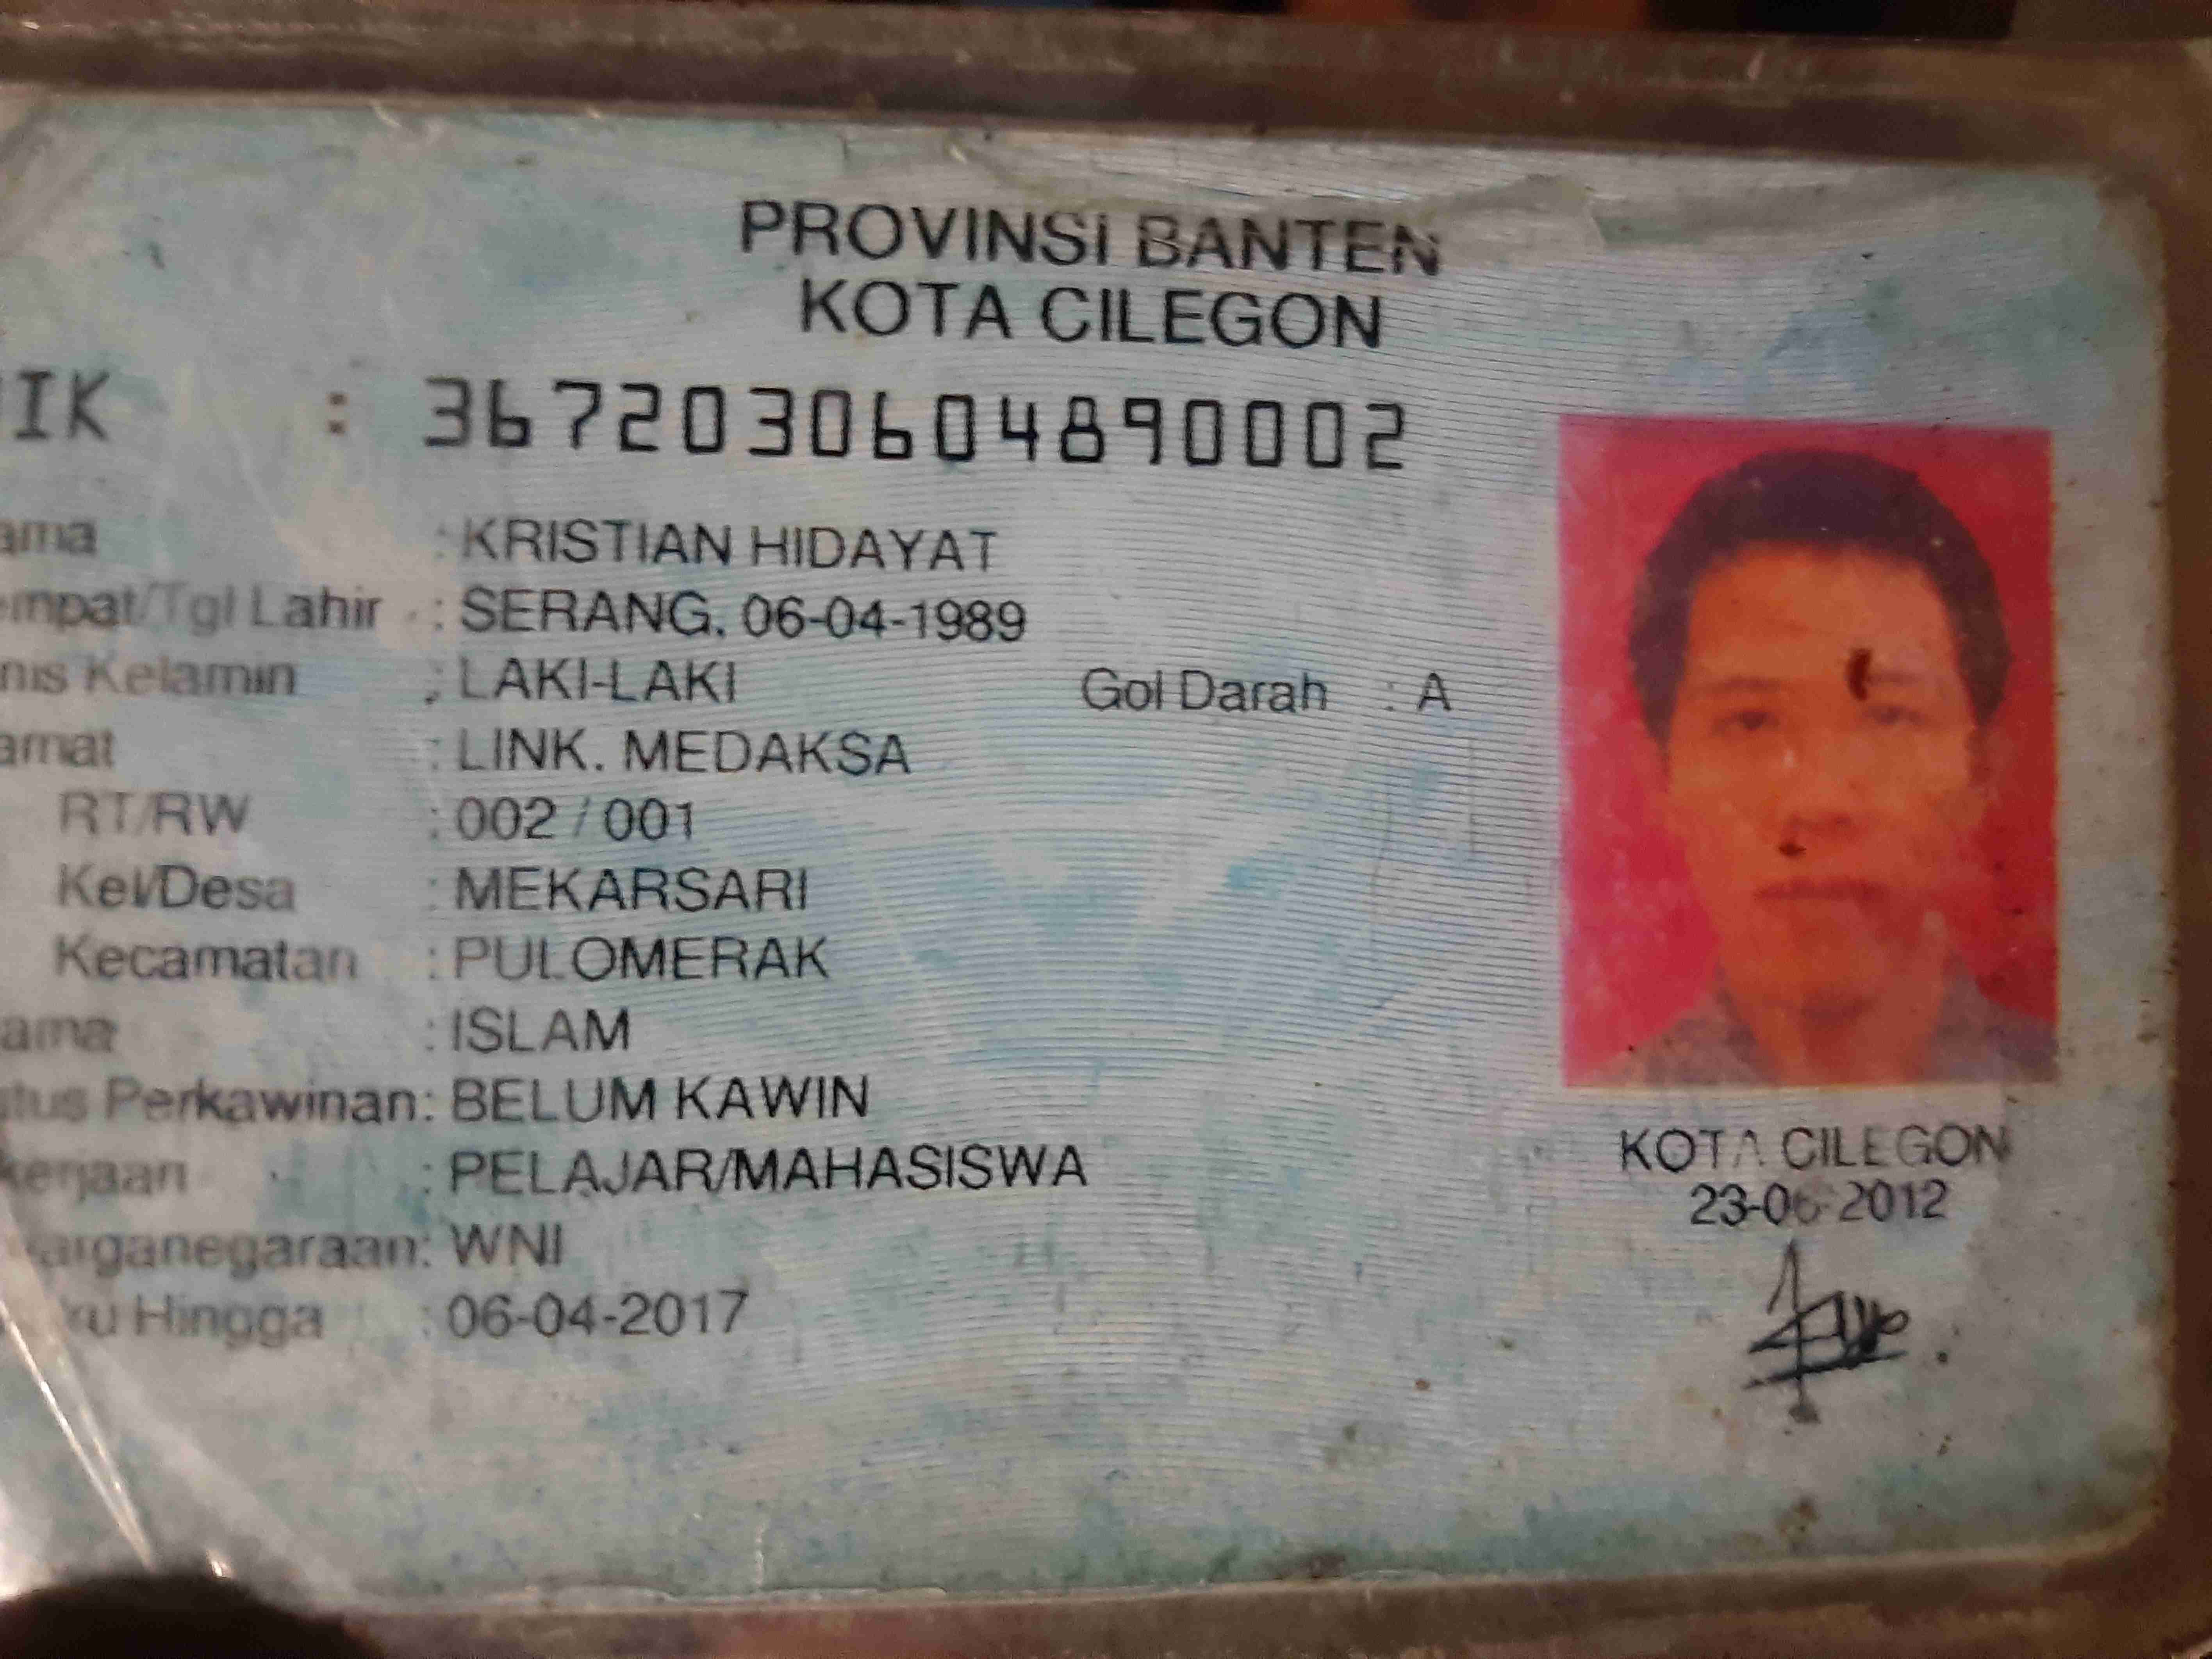 PROVINSI BANTEN
KOTA CILEGON
IK : 3672030604890002
ama : KRISTIAN HIDAYAT
mpat/Tgl Lahir : SERANG, 06-04-1989
nis Kelamin : LAKI-LAKI Gol Darah : A
amat : LINK. MEDAKSA
RT/RW : 002 / 001
Kel/Desa : MEKARSARI
Kecamatan : PULOMERAK
ama : ISLAM
tus Perkawinan : BELUM KAWIN
kerjaan : PELAJAR/MAHASISWA
arganegaraan : WNI
ku Hingga : 06-04-2017
KOTA CILEGON
23-06-2012